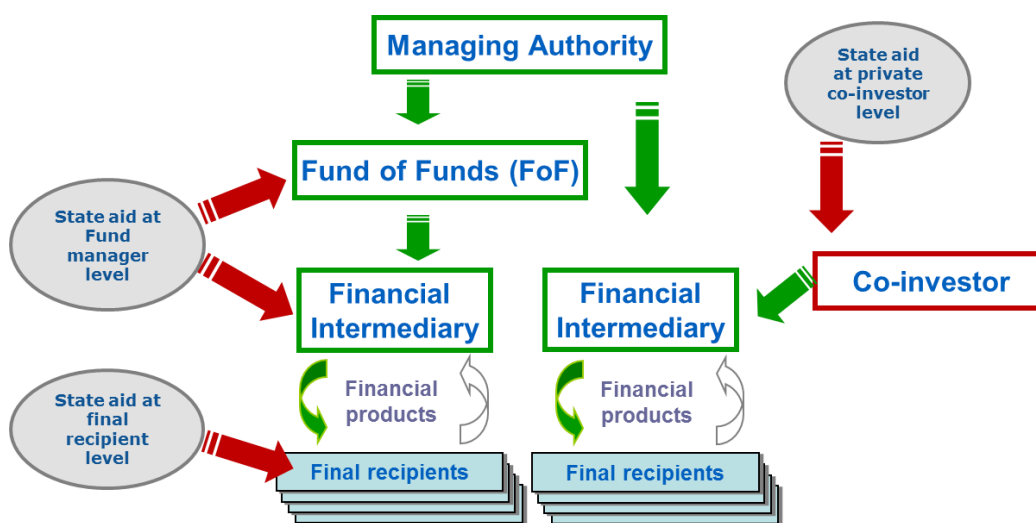 Managing Authority
State aid
at private
co-investor
level
Fund of Funds (FoF)
State aid at
Fund
manager
level
Financial
Intermediary
Financial
Intermediary
Co-investor
Financial
products
Financial
products
State aid at
final
recipient
level
Final recipients
Final recipients